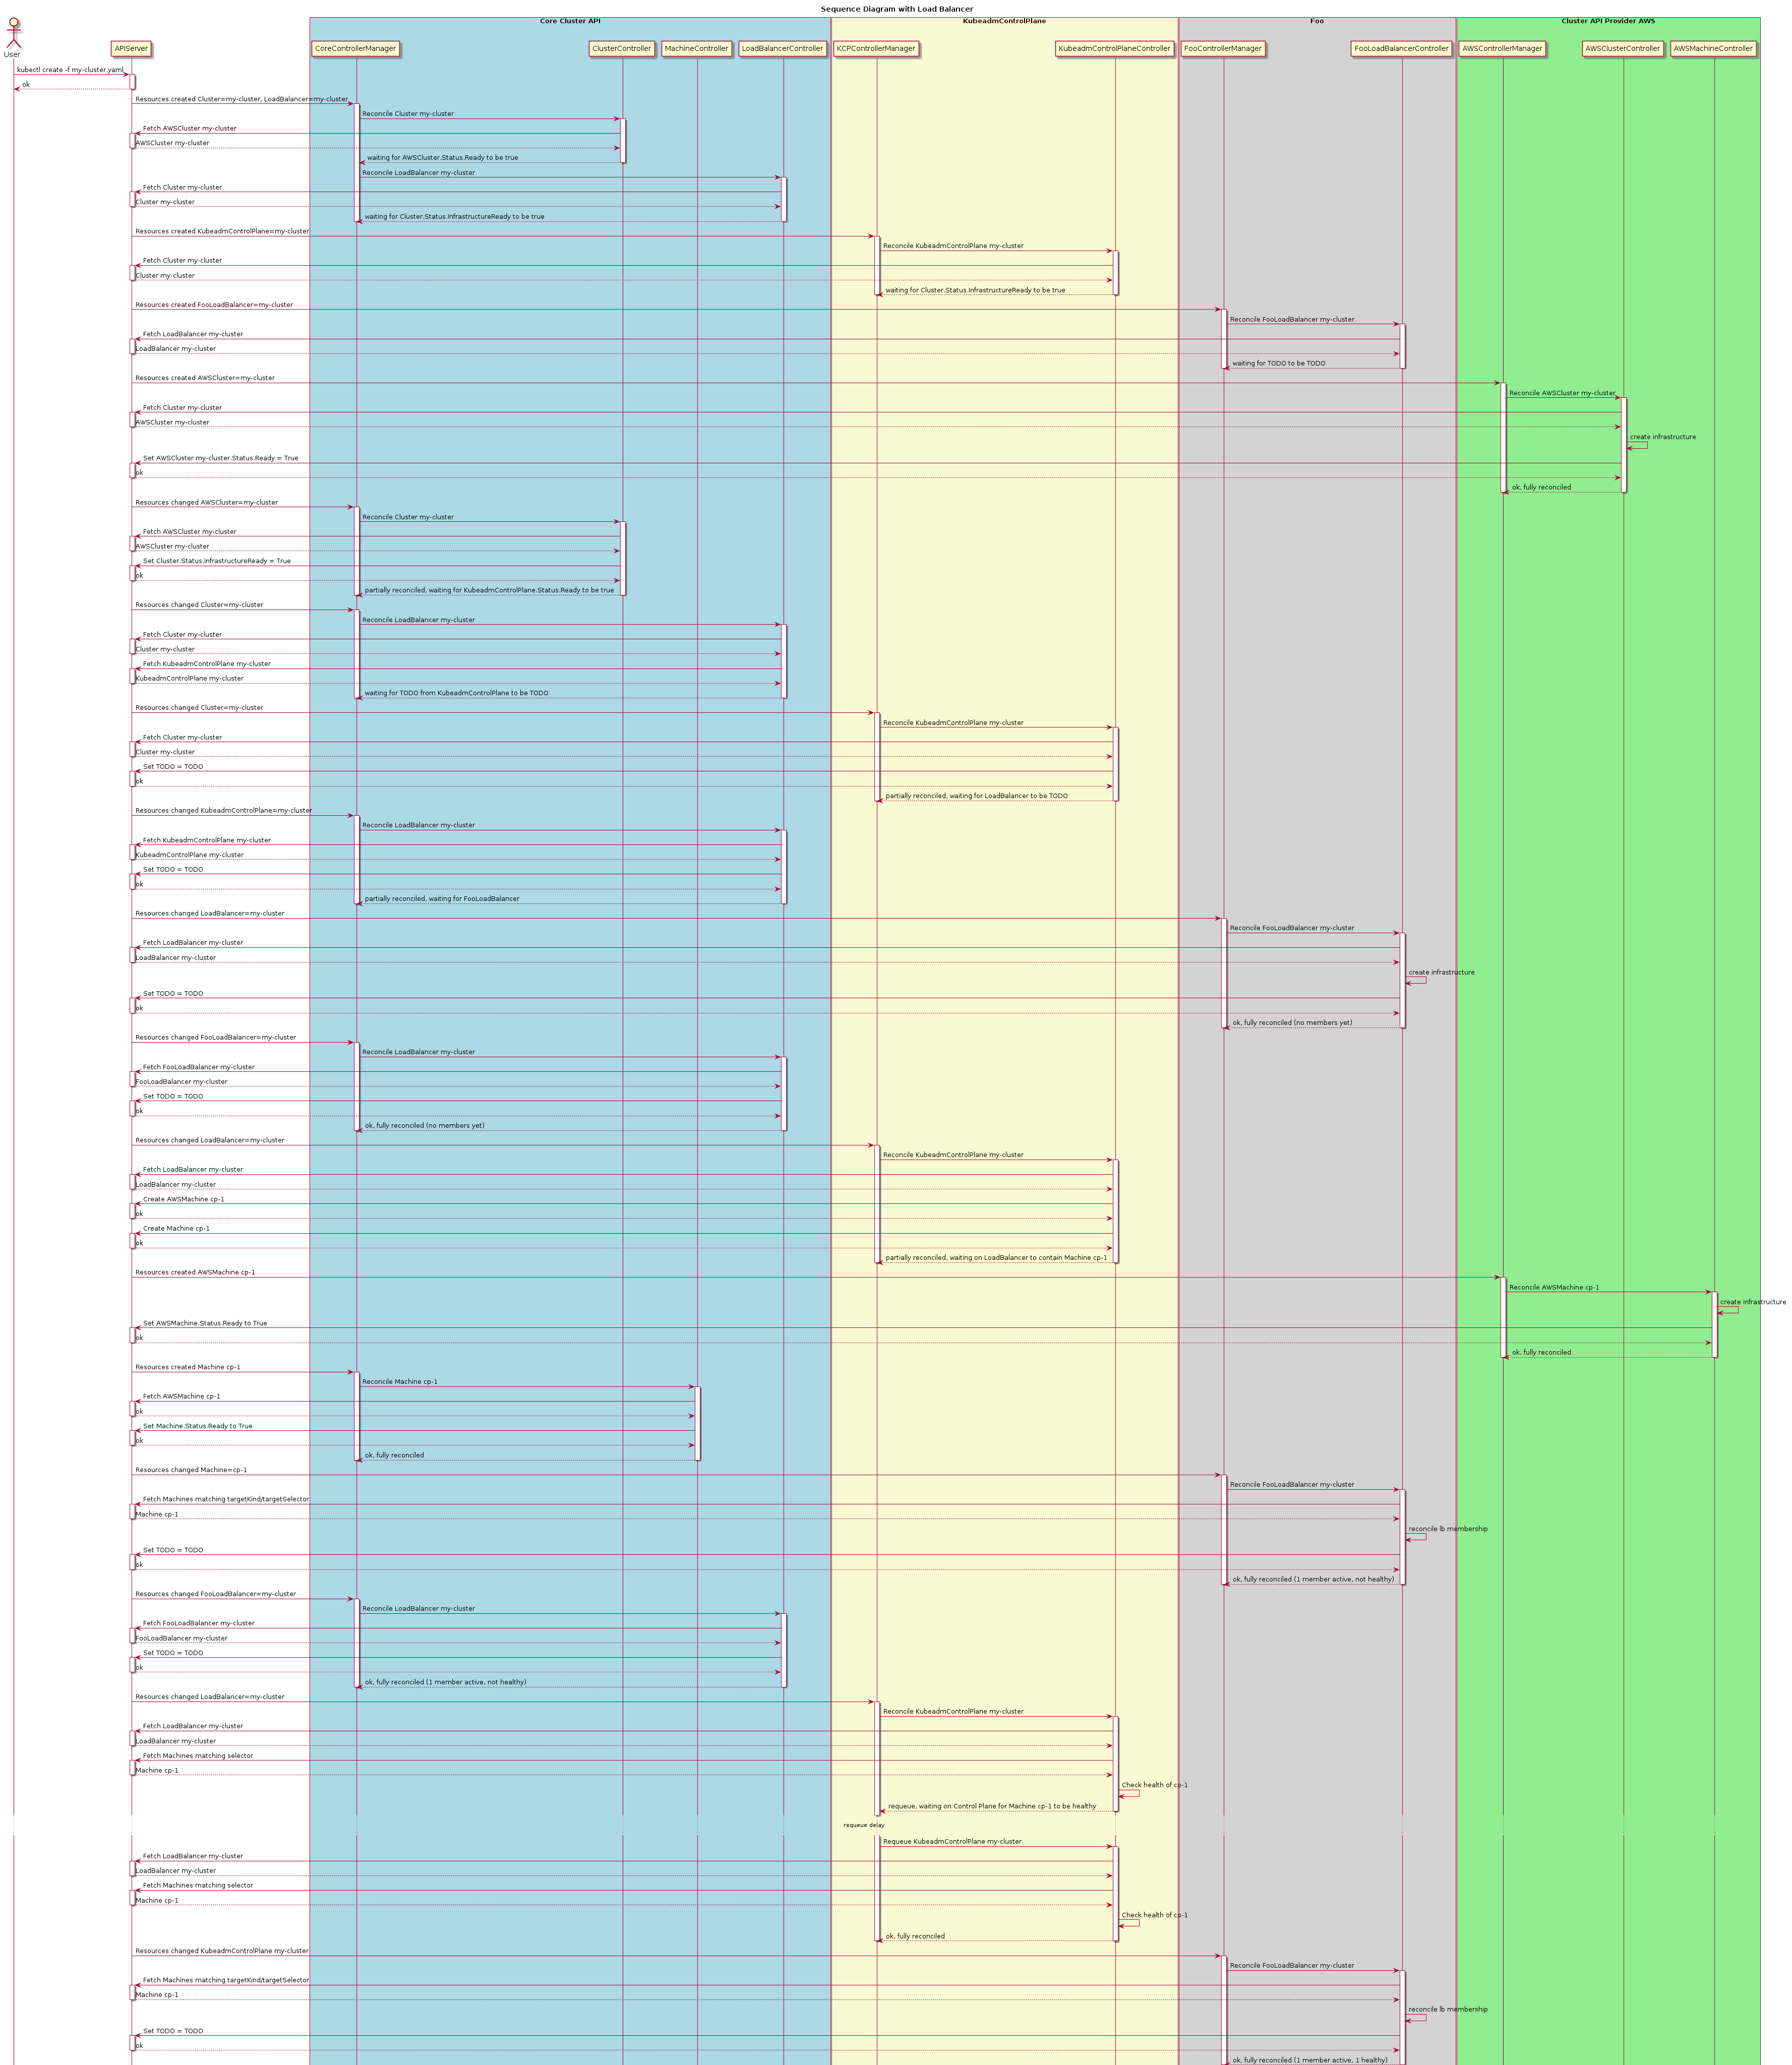 Sequence Diagram with Load Balancer
Core Cluster API
KubeadmControlPlane
Foo
Cluster API Provider AWS
User
APIServer
CoreControllerManager
ClusterController
MachineController
LoadBalancerController
KCPControllerManager
KubeadmControlPlaneController
FooControllerManager
FooLoadBalancerController
AWSControllerManager
AWSClusterController
AWSMachineController
kubectl create -f my-cluster.yaml
ok
Resources created Cluster=my-cluster, LoadBalancer=my-cluster
Reconcile Cluster my-cluster
Fetch AWSCluster my-cluster
AWSCluster my-cluster
waiting for AWSCluster.Status.Ready to be true
Reconcile LoadBalancer my-cluster
Fetch Cluster my-cluster
Cluster my-cluster
waiting for Cluster.Status.InfrastructureReady to be true
Resources created KubeadmControlPlane=my-cluster
Reconcile KubeadmControlPlane my-cluster
Fetch Cluster my-cluster
Cluster my-cluster
waiting for Cluster.Status.InfrastructureReady to be true
Resources created FooLoadBalancer=my-cluster
Reconcile FooLoadBalancer my-cluster
Fetch LoadBalancer my-cluster
LoadBalancer my-cluster
waiting for TODO to be TODO
Resources created AWSCluster=my-cluster
Reconcile AWSCluster my-cluster
Fetch Cluster my-cluster
AWSCluster my-cluster
create infrastructure
Set AWSCluster my-cluster.Status.Ready = True
ok
ok, fully reconciled
Resources changed AWSCluster=my-cluster
Reconcile Cluster my-cluster
Fetch AWSCluster my-cluster
AWSCluster my-cluster
Set Cluster.Status.InfrastructureReady = True
ok
partially reconciled, waiting for KubeadmControlPlane.Status.Ready to be true
Resources changed Cluster=my-cluster
Reconcile LoadBalancer my-cluster
Fetch Cluster my-cluster
Cluster my-cluster
Fetch KubeadmControlPlane my-cluster
KubeadmControlPlane my-cluster
waiting for TODO from KubeadmControlPlane to be TODO
Resources changed Cluster=my-cluster
Reconcile KubeadmControlPlane my-cluster
Fetch Cluster my-cluster
Cluster my-cluster
Set TODO = TODO
ok
partially reconciled, waiting for LoadBalancer to be TODO
Resources changed KubeadmControlPlane=my-cluster
Reconcile LoadBalancer my-cluster
Fetch KubeadmControlPlane my-cluster
KubeadmControlPlane my-cluster
Set TODO = TODO
ok
partially reconciled, waiting for FooLoadBalancer
Resources changed LoadBalancer=my-cluster
Reconcile FooLoadBalancer my-cluster
Fetch LoadBalancer my-cluster
LoadBalancer my-cluster
create infrastructure
Set TODO = TODO
ok
ok, fully reconciled (no members yet)
Resources changed FooLoadBalancer=my-cluster
Reconcile LoadBalancer my-cluster
Fetch FooLoadBalancer my-cluster
FooLoadBalancer my-cluster
Set TODO = TODO
ok
ok, fully reconciled (no members yet)
Resources changed LoadBalancer=my-cluster
Reconcile KubeadmControlPlane my-cluster
Fetch LoadBalancer my-cluster
LoadBalancer my-cluster
Create AWSMachine cp-1
ok
Create Machine cp-1
ok
partially reconciled, waiting on LoadBalancer to contain Machine cp-1
Resources created AWSMachine cp-1
Reconcile AWSMachine cp-1
create infrastructure
Set AWSMachine.Status.Ready to True
ok
ok, fully reconciled
Resources created Machine cp-1
Reconcile Machine cp-1
Fetch AWSMachine cp-1
ok
Set Machine.Status.Ready to True
ok
ok, fully reconciled
Resources changed Machine=cp-1
Reconcile FooLoadBalancer my-cluster
Fetch Machines matching targetKind/targetSelector
Machine cp-1
reconcile lb membership
Set TODO = TODO
ok
ok, fully reconciled (1 member active, not healthy)
Resources changed FooLoadBalancer=my-cluster
Reconcile LoadBalancer my-cluster
Fetch FooLoadBalancer my-cluster
FooLoadBalancer my-cluster
Set TODO = TODO
ok
ok, fully reconciled (1 member active, not healthy)
Resources changed LoadBalancer=my-cluster
Reconcile KubeadmControlPlane my-cluster
Fetch LoadBalancer my-cluster
LoadBalancer my-cluster
Fetch Machines matching selector
Machine cp-1
Check health of cp-1
requeue, waiting on Control Plane for Machine cp-1 to be healthy
requeue delay
Requeue KubeadmControlPlane my-cluster
Fetch LoadBalancer my-cluster
LoadBalancer my-cluster
Fetch Machines matching selector
Machine cp-1
Check health of cp-1
ok, fully reconciled
Resources changed KubeadmControlPlane my-cluster
Reconcile FooLoadBalancer my-cluster
Fetch Machines matching targetKind/targetSelector
Machine cp-1
reconcile lb membership
Set TODO = TODO
ok
ok, fully reconciled (1 member active, 1 healthy)